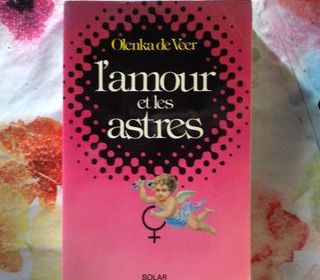 Olenka de Veer
l'amour
et les
astres
SOLAR